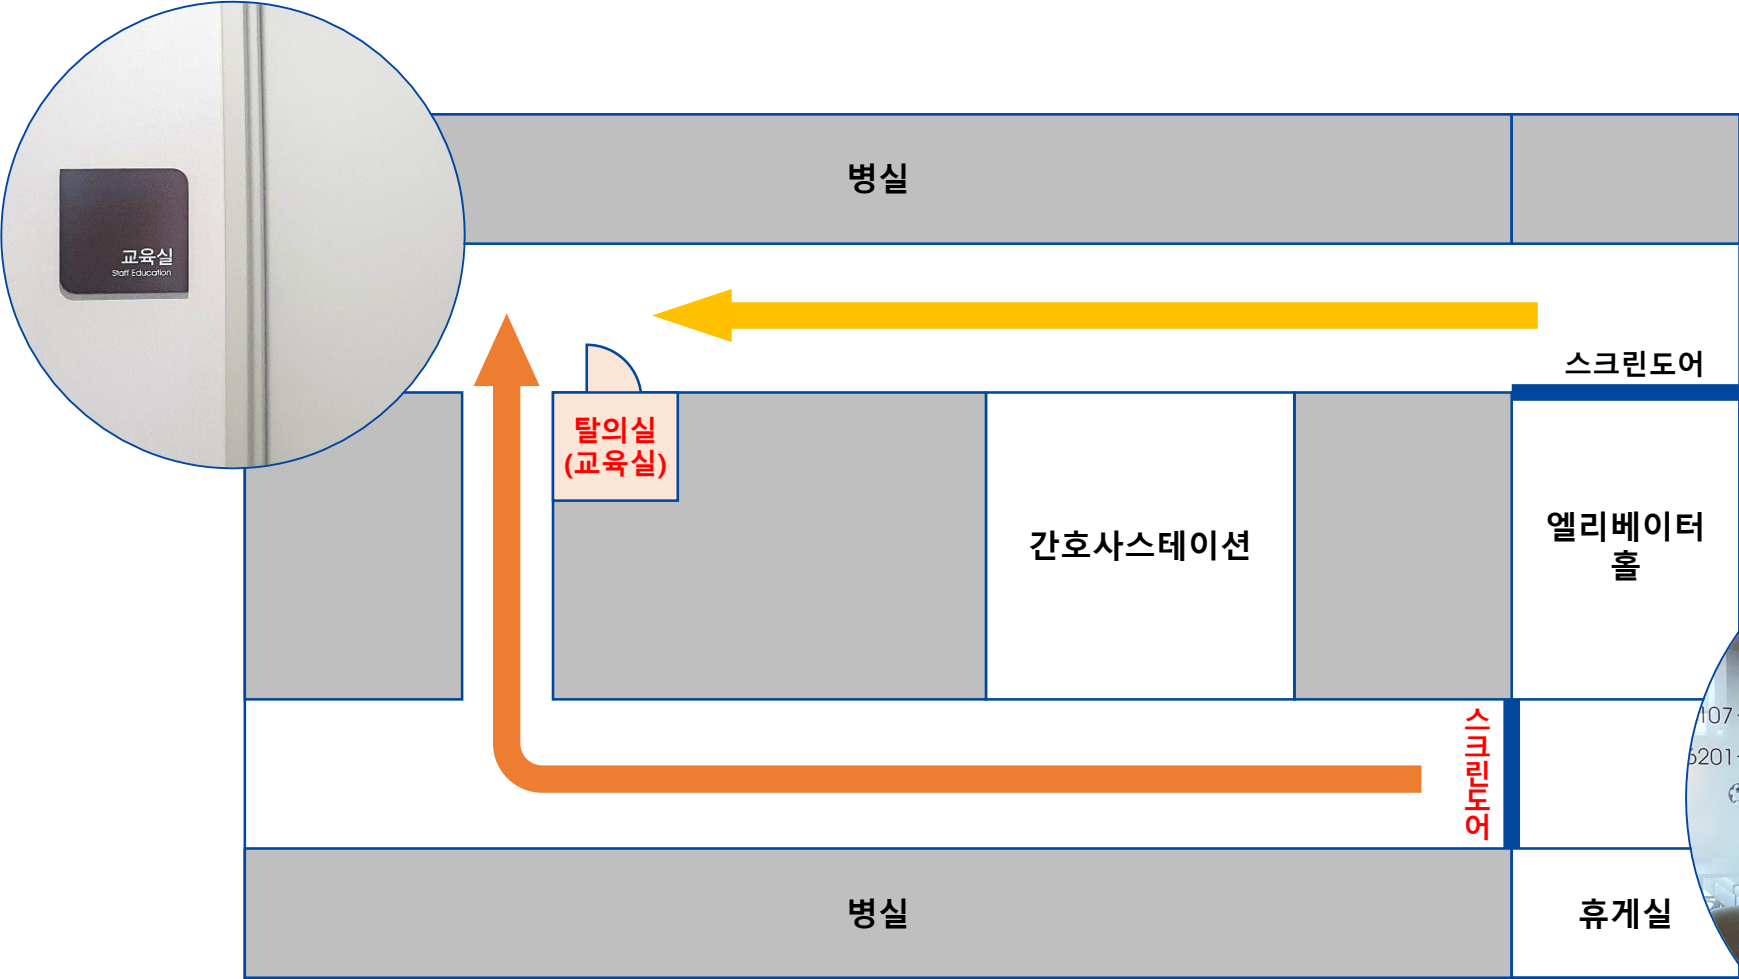 교육실
Staff Education
병실
스크린도어
탈의실
(교육실)
간호사스테이션
엘리베이터
홀
스크린도어
107
6201
병실
휴게실